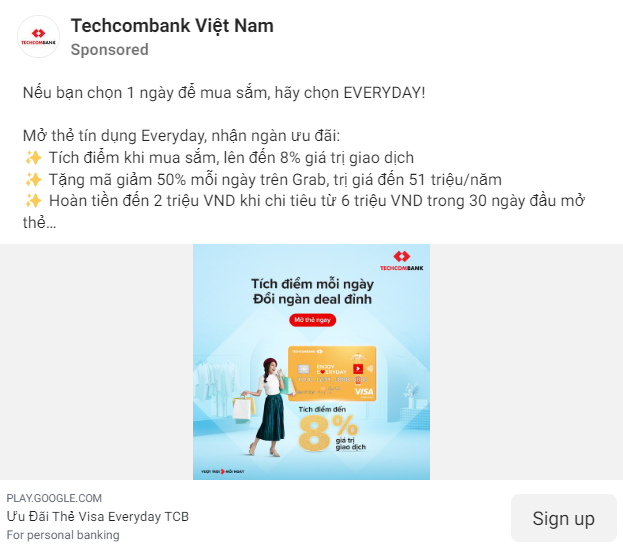 Techcombank Việt Nam
Sponsored
TECHCOMBANK
Nếu bạn chọn 1 ngày để mua sắm, hãy chọn EVERYDAY!
Mở thẻ tín dụng Everyday, nhận ngàn ưu đãi:
✨ Tích điểm khi mua sắm, lên đến 8% giá trị giao dịch
✨ Tặng mã giảm 50% mỗi ngày trên Grab, trị giá đến 51 triệu/năm
✨ Hoàn tiền đến 2 triệu VND khi chi tiêu từ 6 triệu VND trong 30 ngày đầu mở
thẻ…
TECHCOMBANK
Tích điểm mỗi ngày
Đổi ngàn deal đỉnh
Mở thẻ ngay
TECHCOMBANK
ENJOY
EVERYDAY
VISA
Tích điểm đến
8%
giá trị
giao dịch
VƯỢT TRỘI MỖI NGÀY
PLAY.GOOGLE.COM
Ưu Đãi Thẻ Visa Everyday TCB
For personal banking
Sign up